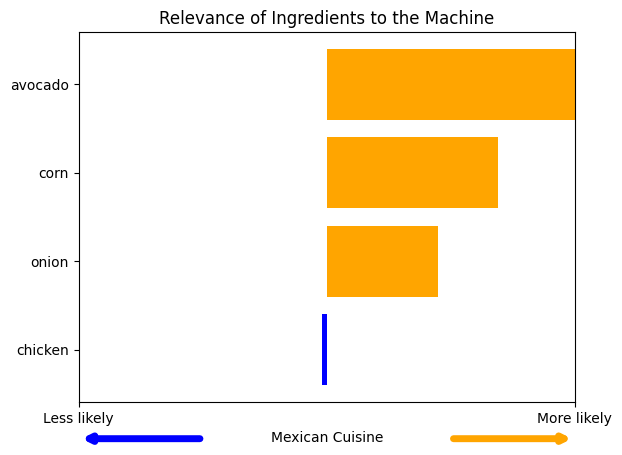 Relevance of Ingredients to the Machine
avocado
corn
onion
chicken
Less likely
More likely
Mexican Cuisine